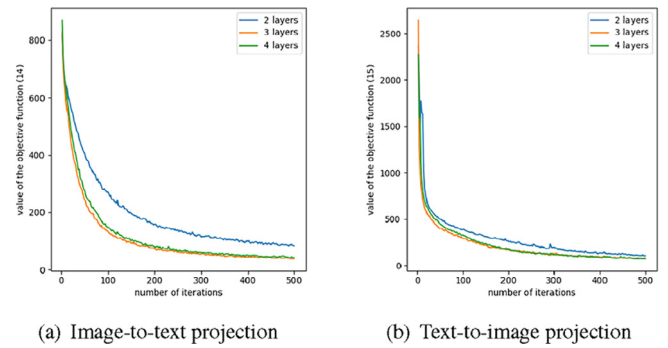 2 layers
3 layers
4 layers
value of the objective function (14)
800
600
400
200
0
0 100 200 300 400 500
number of iterations
(a) Image-to-text projection
2 layers
3 layers
4 layers
value of the objective function (15)
2500
2000
1500
1000
500
0
0 100 200 300 400 500
number of iterations
(b) Text-to-image projection